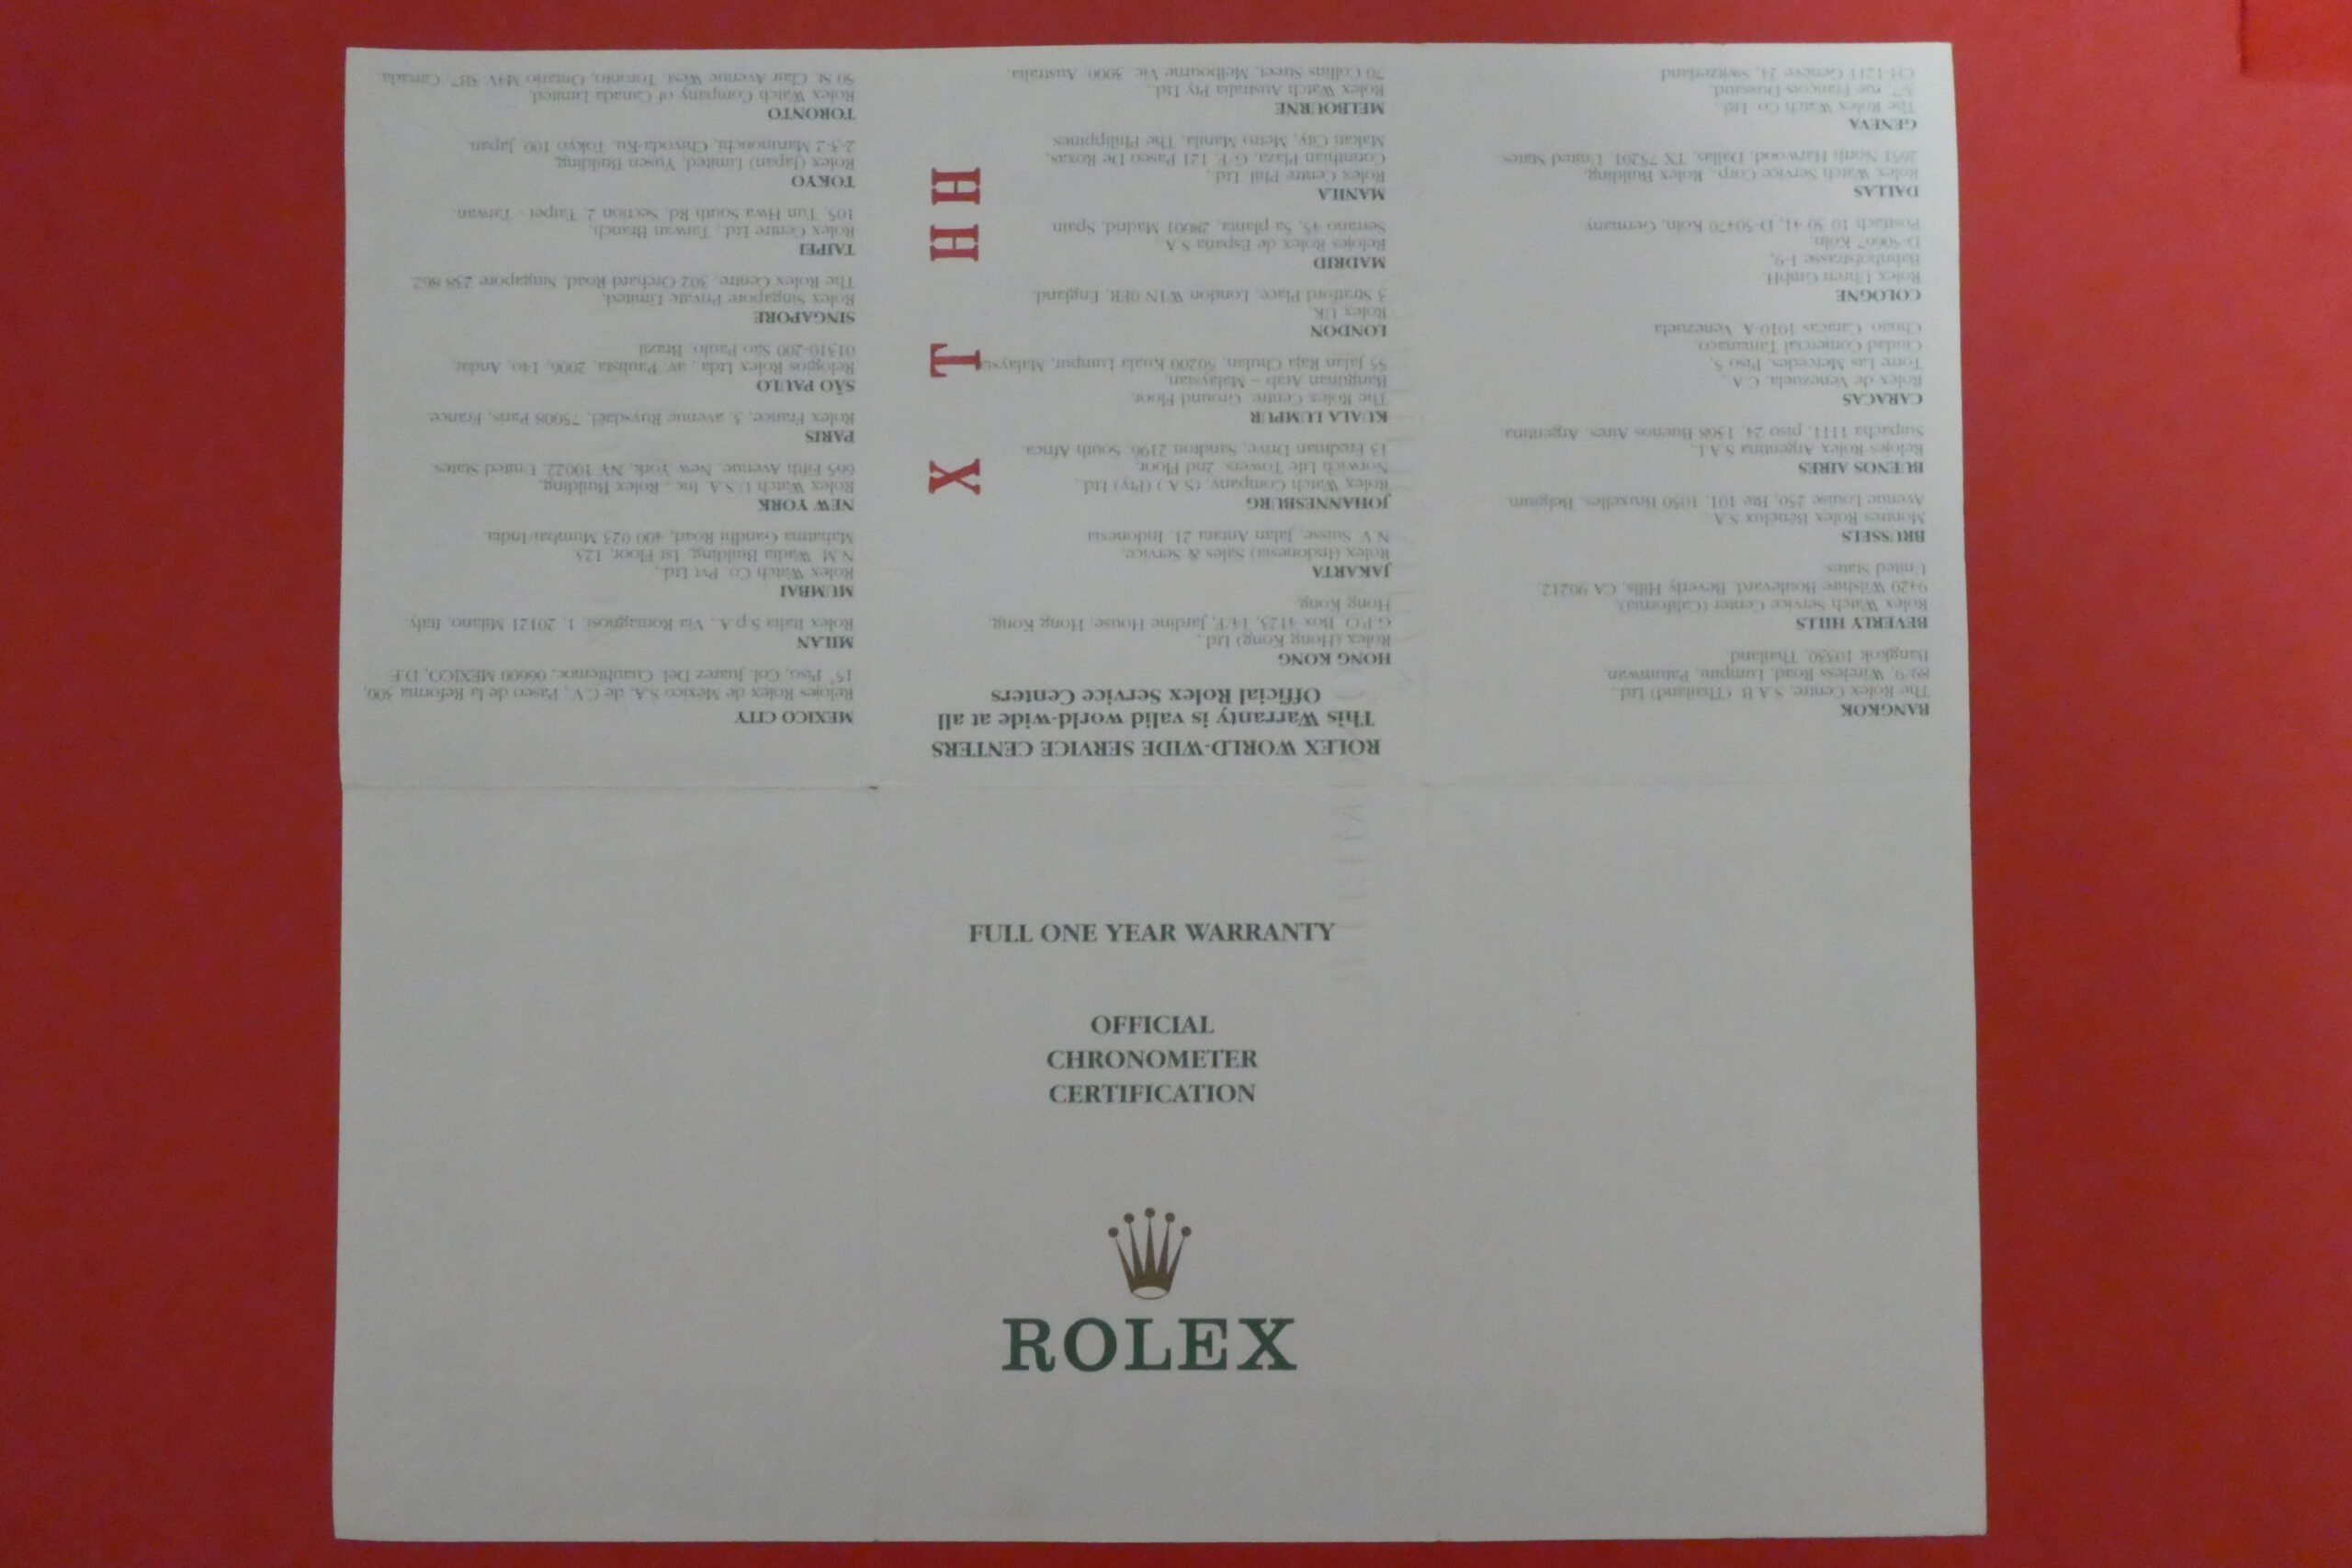 FULL ONE YEAR WARRANTY
OFFICIAL
CHRONOMETER
CERTIFICATION
ROLEX
ROLEX WORLD-WIDE SERVICE CENTERS
This Warranty is valid world-wide at all
Official Rolex Service Centers
BANGKOK
The Rolex Centre, S.A.B. (Thailand) Ltd.,
89/9, Wireless Road, Lumpini, Patumwan,
Bangkok 10330, Thailand.
BEVERLY HILLS
Rolex Watch Service Center (California),
9420 Wilshire Boulevard, Beverly Hills, CA 90212,
United States.
BRUSSELS
Montres Rolex Bénélux S.A.,
Avenue Louise 250, Bte 101, 1050 Bruxelles, Belgium.
BUENOS AIRES
Relojes Rolex Argentina S.A.I.,
Suipacha 1111, piso 24, 1368 Buenos Aires, Argentina.
CARACAS
Rolex de Venezuela, C.A.,
Torre Las Mercedes, Piso 5,
Ciudad Comercial Tamanaco,
Chuao, Caracas 1010-A, Venezuela.
COLOGNE
Rolex Uhren GmbH,
Bahnhofstrasse 1-9,
D-50667 Köln,
Postfach 10 30 41, D-50470 Köln, Germany.
DALLAS
Rolex Watch Service Corp., Rolex Building,
2651 North Harwood, Dallas, TX 75201, United States.
GENEVA
The Rolex Watch Co. Ltd.,
3/7, rue François-Dussaud,
CH-1211 Genève 24, Switzerland.
HONG KONG
Rolex (Hong Kong) Ltd.,
G.P.O. Box 4123, 14/F, Jardine House, Hong Kong,
Hong Kong.
JAKARTA
Rolex (Indonesia) Sales & Service,
N.V. Suisse, Jalan Antara 21, Indonesia.
JOHANNESBURG
Rolex Watch Company, (S.A.) (Pty) Ltd.,
Norwich Life Towers, 2nd Floor,
13 Fredman Drive, Sandton 2196, South Africa.
KUALA LUMPUR
The Rolex Centre, Ground Floor,
Bangunan Arab – Malaysian,
55 Jalan Raja Chulan, 50200 Kuala Lumpur, Malaysia.
LONDON
Rolex UK,
3 Stratford Place, London W1N 0ER, England.
MADRID
Relojes Rolex de España S.A.,
Serrano 45, 5a planta, 28001 Madrid, Spain.
MANILA
Rolex Centre Phil. Ltd.,
Corinthian Plaza, G/F, 121 Paseo De Roxas,
Makati City, Metro Manila, The Philippines.
MELBOURNE
Rolex Watch Australia Pty Ltd.,
70 Collins Street, Melbourne Vic. 3000, Australia.
MEXICO CITY
Relojes Rolex de México S.A. de C.V., Paseo de la Reforma 300,
15° Piso, Col. Juarez Del. Cuauhtemoc, 06600 MEXICO, D.F.
MILAN
Rolex Italia S.p.A., Via Romagnosi, 1, 20121 Milano, Italy.
MUMBAI
Rolex Watch Co. Pvt Ltd.,
N.M. Wadia Building, 1st Floor, 123,
Mahatma Gandhi Road, 400 023 Mumbai/India.
NEW YORK
Rolex Watch U.S.A. Inc., Rolex Building,
665 Fifth Avenue, New York, NY 10022, United States.
PARIS
Rolex France, 3, avenue Ruysdaël, 75008 Paris, France.
SÃO PAULO
Relogios Rolex Ltda., av. Paulista, 2006, 14o. Andar,
01310-200 São Paulo, Brazil.
SINGAPORE
Rolex Singapore Private Limited,
The Rolex Centre, 302 Orchard Road, Singapore 238 862.
TAIPEI
Rolex Centre Ltd., Taiwan Branch,
105, Tun Hwa South Rd, Section 2, Taipei - Taiwan.
TOKYO
Rolex (Japan) Limited, Yusen Building,
2-3-2 Marunouchi, Chiyoda-Ku, Tokyo 100, Japan.
TORONTO
Rolex Watch Company of Canada Limited,
50 St. Clair Avenue West, Toronto, Ontario M4V 3B7, Canada.
X T H H